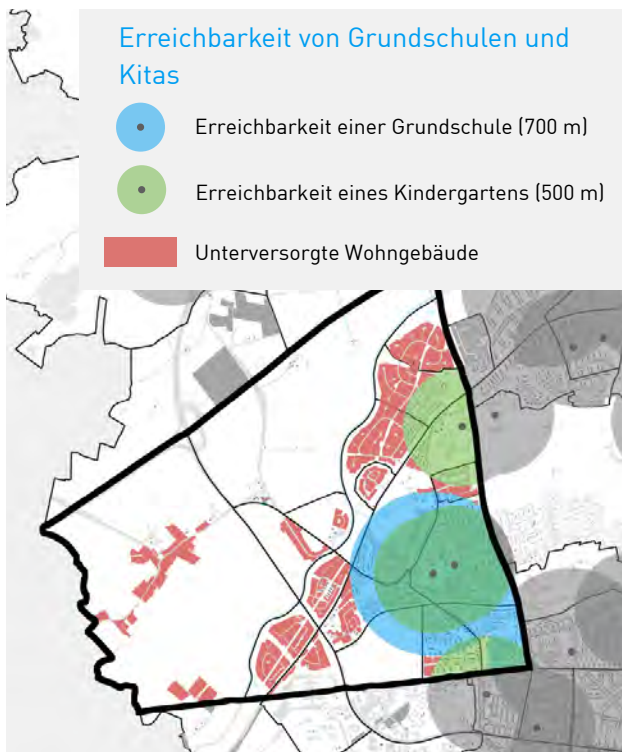 Erreichbarkeit von Grundschulen und
Kitas
Erreichbarkeit einer Grundschule (700 m)
Erreichbarkeit eines Kindergartens (500 m)
Unterversorgte Wohngebäude